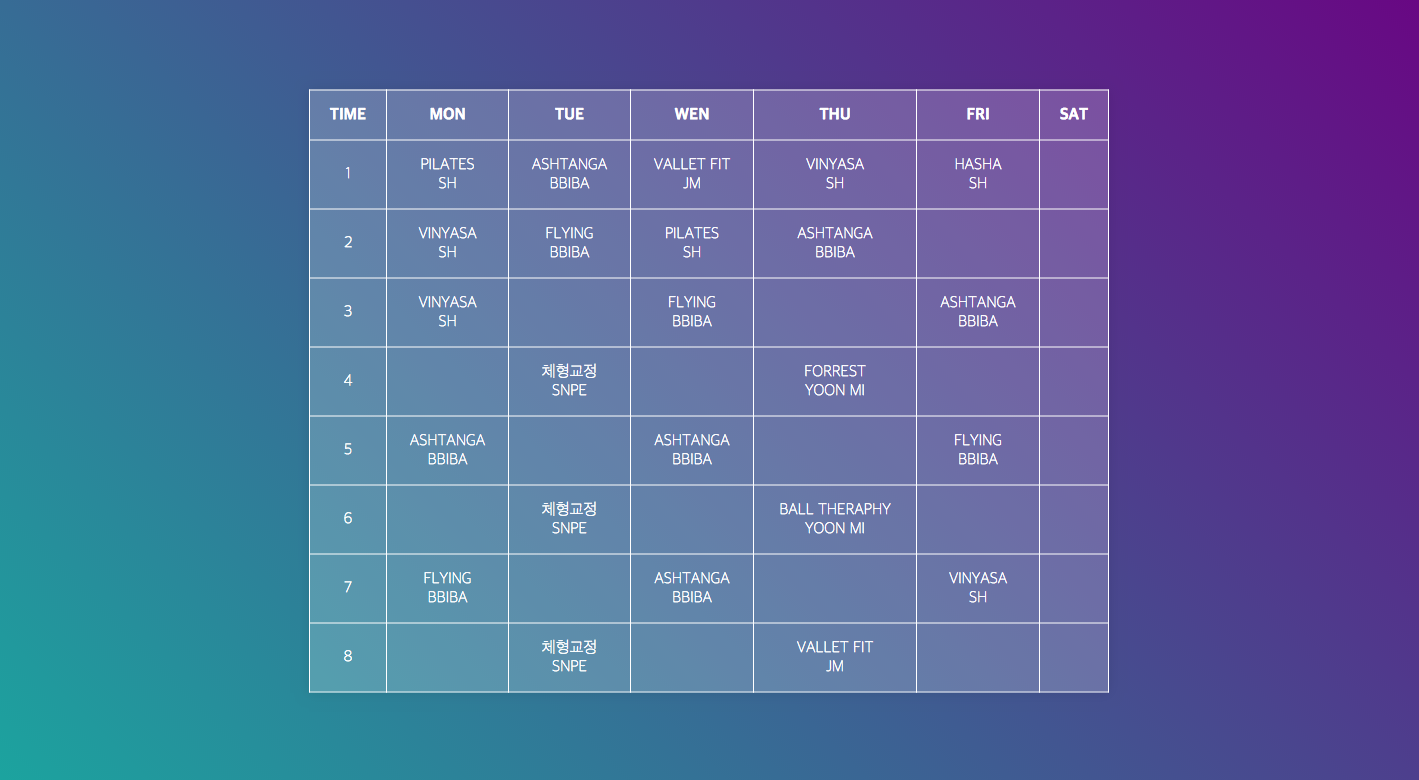 TIME MON TUE WEN THU FRI SAT
1
PILATES
SH
ASHTANGA
BBIBA
VALLET FIT
JM
VINYASA
SH
HASHA
SH
2
VINYASA
SH
FLYING
BBIBA
PILATES
SH
ASHTANGA
BBIBA
3
VINYASA
SH
FLYING
BBIBA
ASHTANGA
BBIBA
4
체형교정
SNPE
FORREST
YOON MI
5
ASHTANGA
BBIBA
ASHTANGA
BBIBA
FLYING
BBIBA
6
체형교정
SNPE
BALL THERAPHY
YOON MI
7
FLYING
BBIBA
ASHTANGA
BBIBA
VINYASA
SH
8
체형교정
SNPE
VALLET FIT
JM